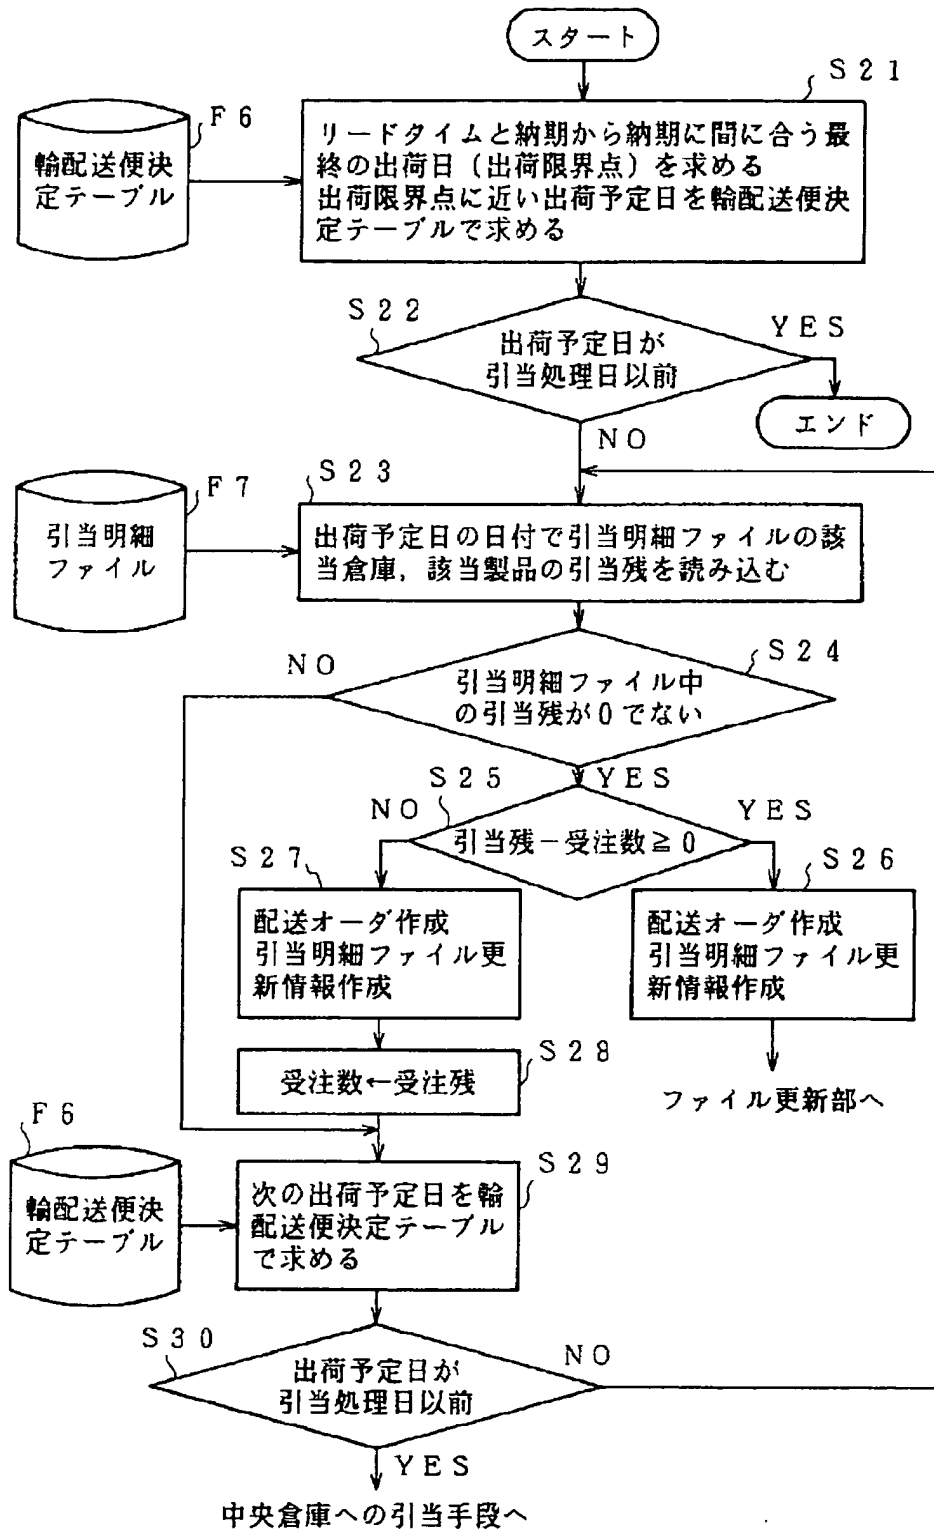 スタート
S21
F6
輸配送便決
定テーブル
リードタイムと納期から納期に間に合う最
終の出荷日（出荷限界点）を求める
出荷限界点に近い出荷予定日を輸配送便決
定テーブルで求める
S22
出荷予定日が
引当処理日以前
YES
エンド
NO
S23
F7
引当明細
ファイル
出荷予定日の日付で引当明細ファイルの該
当倉庫，該当製品の引当残を読み込む
S24
NO
引当明細ファイル中
の引当残が0でない
YES
S25
NO
引当残－受注数≧0
YES
S27
配送オーダ作成
引当明細ファイル更
新情報作成
S26
配送オーダ作成
引当明細ファイル更
新情報作成
ファイル更新部へ
S28
受注数←受注残
F6
輸配送便決
定テーブル
S29
次の出荷予定日を輸
配送便決定テーブル
で求める
S30
出荷予定日が
引当処理日以前
NO
YES
中央倉庫への引当手段へ